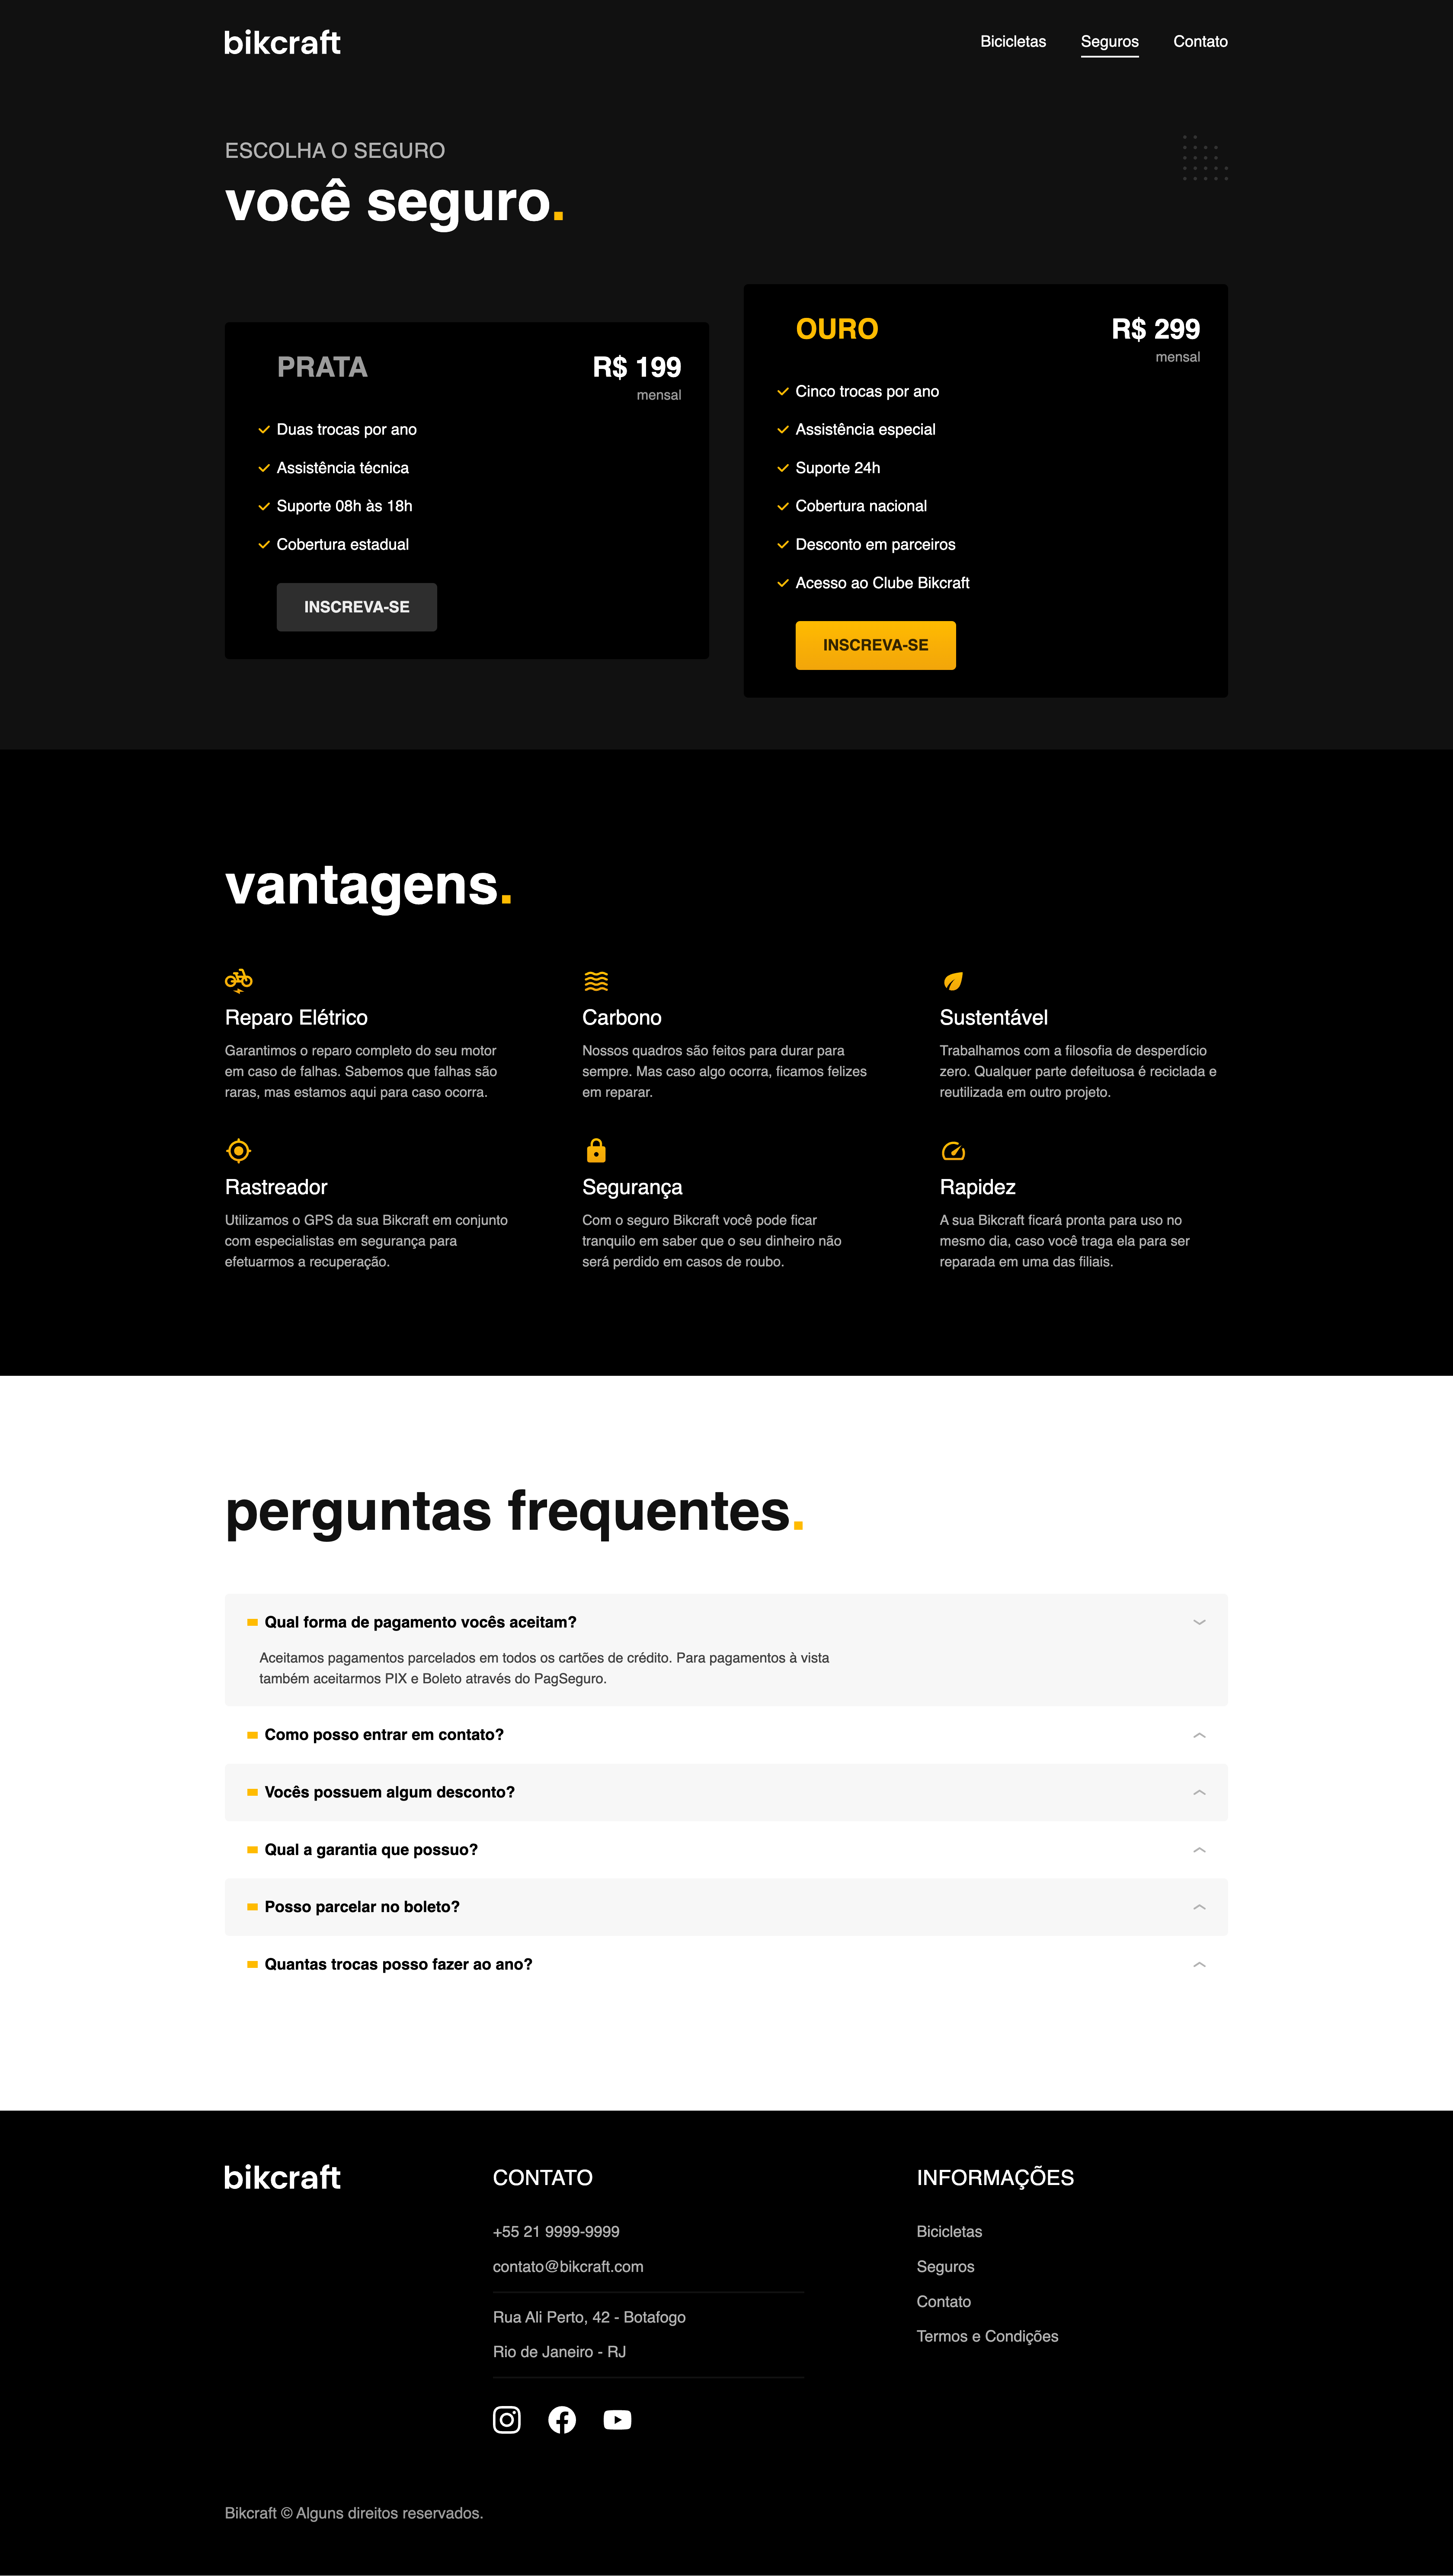 bikcraft
Bicicletas Seguros Contato
ESCOLHA O SEGURO
você seguro.
PRATA
R$ 199
mensal
Duas trocas por ano
Assistência técnica
Suporte 08h às 18h
Cobertura estadual
INSCREVA-SE
OURO
R$ 299
mensal
Cinco trocas por ano
Assistência especial
Suporte 24h
Cobertura nacional
Desconto em parceiros
Acesso ao Clube Bikcraft
INSCREVA-SE
vantagens.
Reparo Elétrico
Garantimos o reparo completo do seu motor
em caso de falhas. Sabemos que falhas são
raras, mas estamos aqui para caso ocorra.
Carbono
Nossos quadros são feitos para durar para
sempre. Mas caso algo ocorra, ficamos felizes
em reparar.
Sustentável
Trabalhamos com a filosofia de desperdício
zero. Qualquer parte defeituosa é reciclada e
reutilizada em outro projeto.
Rastreador
Utilizamos o GPS da sua Bikcraft em conjunto
com especialistas em segurança para
efetuarmos a recuperação.
Segurança
Com o seguro Bikcraft você pode ficar
tranquilo em saber que o seu dinheiro não
será perdido em casos de roubo.
Rapidez
A sua Bikcraft ficará pronta para uso no
mesmo dia, caso você traga ela para ser
reparada em uma das filiais.
perguntas frequentes.
Qual forma de pagamento vocês aceitam?
Aceitamos pagamentos parcelados em todos os cartões de crédito. Para pagamentos à vista
também aceitarmos PIX e Boleto através do PagSeguro.
Como posso entrar em contato?
Vocês possuem algum desconto?
Qual a garantia que possuo?
Posso parcelar no boleto?
Quantas trocas posso fazer ao ano?
bikcraft
CONTATO
+55 21 9999-9999
contato@bikcraft.com
Rua Ali Perto, 42 - Botafogo
Rio de Janeiro - RJ
INFORMAÇÕES
Bicicletas
Seguros
Contato
Termos e Condições
Bikcraft © Alguns direitos reservados.